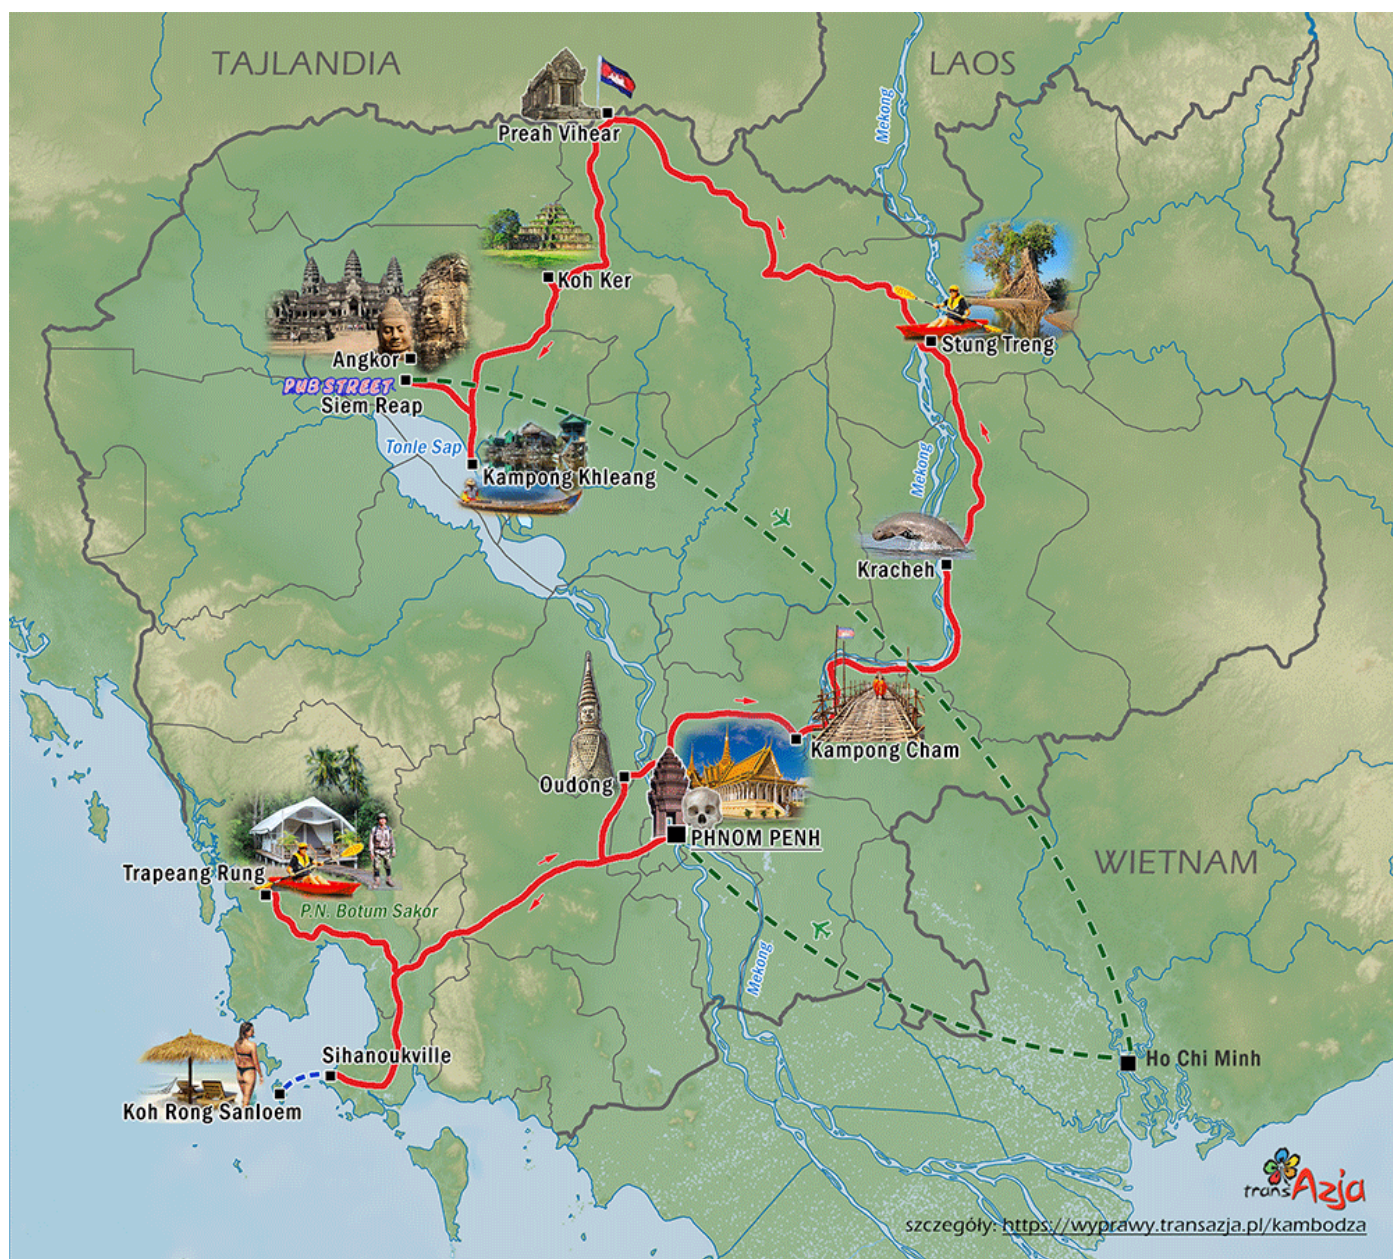 TAJLANDIA
LAOS
Mekong
Preah Vihear
Koh Ker
Angkor
PUB STREET
Siem Reap
Stung Treng
Tonle Sap
Kampong Khleang
Mekong
Kracheh
Kampong Cham
Oudong
PHNOM PENH
WIETNAM
Trapeang Rung
P.N. Botum Sakor
Mekong
Sihanoukville
Ho Chi Minh
Koh Rong Sanloem
trans Azja
szczegóły: https://wyprawy.transazja.pl/kambodza